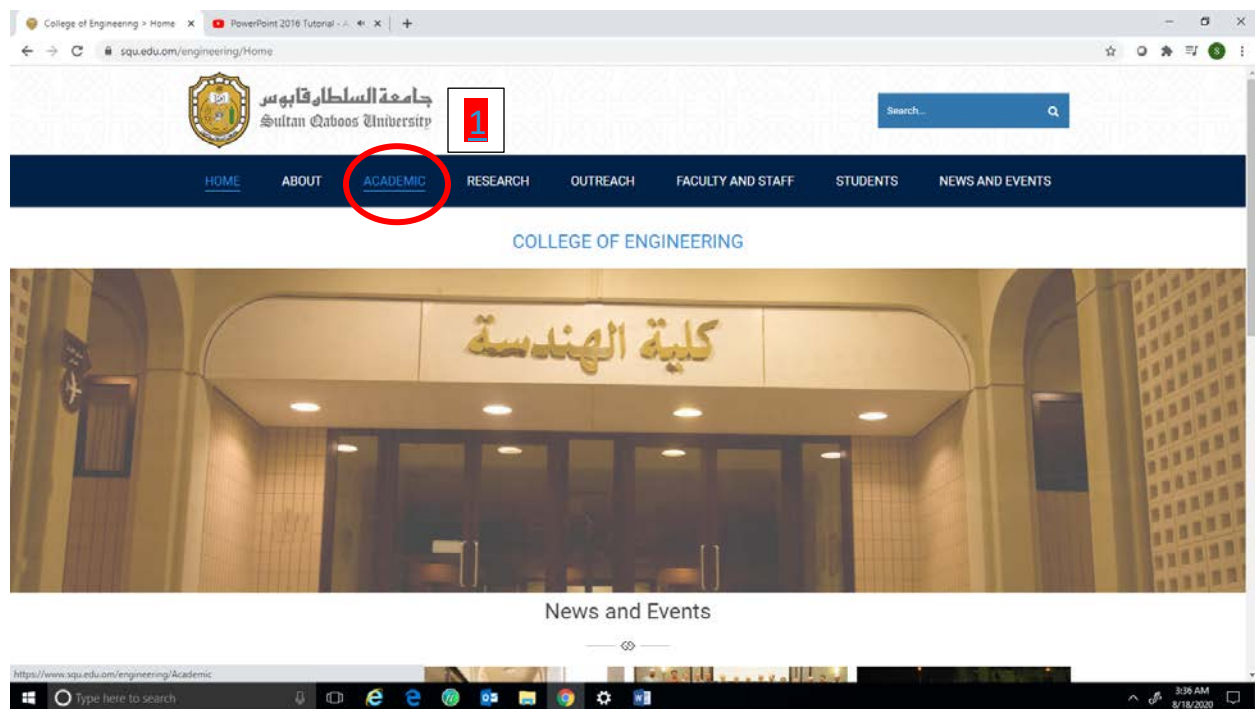 College of Engineering > Home
PowerPoint 2016 Tutorial - A
squ.edu.om/engineering/Home
S
جامعة السلطان قابوس
Sultan Qaboos University
1
Search...
HOME ABOUT ACADEMIC RESEARCH OUTREACH FACULTY AND STAFF STUDENTS NEWS AND EVENTS
COLLEGE OF ENGINEERING
كلية الهندسة
News and Events
https://www.squ.edu.om/engineering/Academic
Type here to search
3:36 AM
8/18/2020